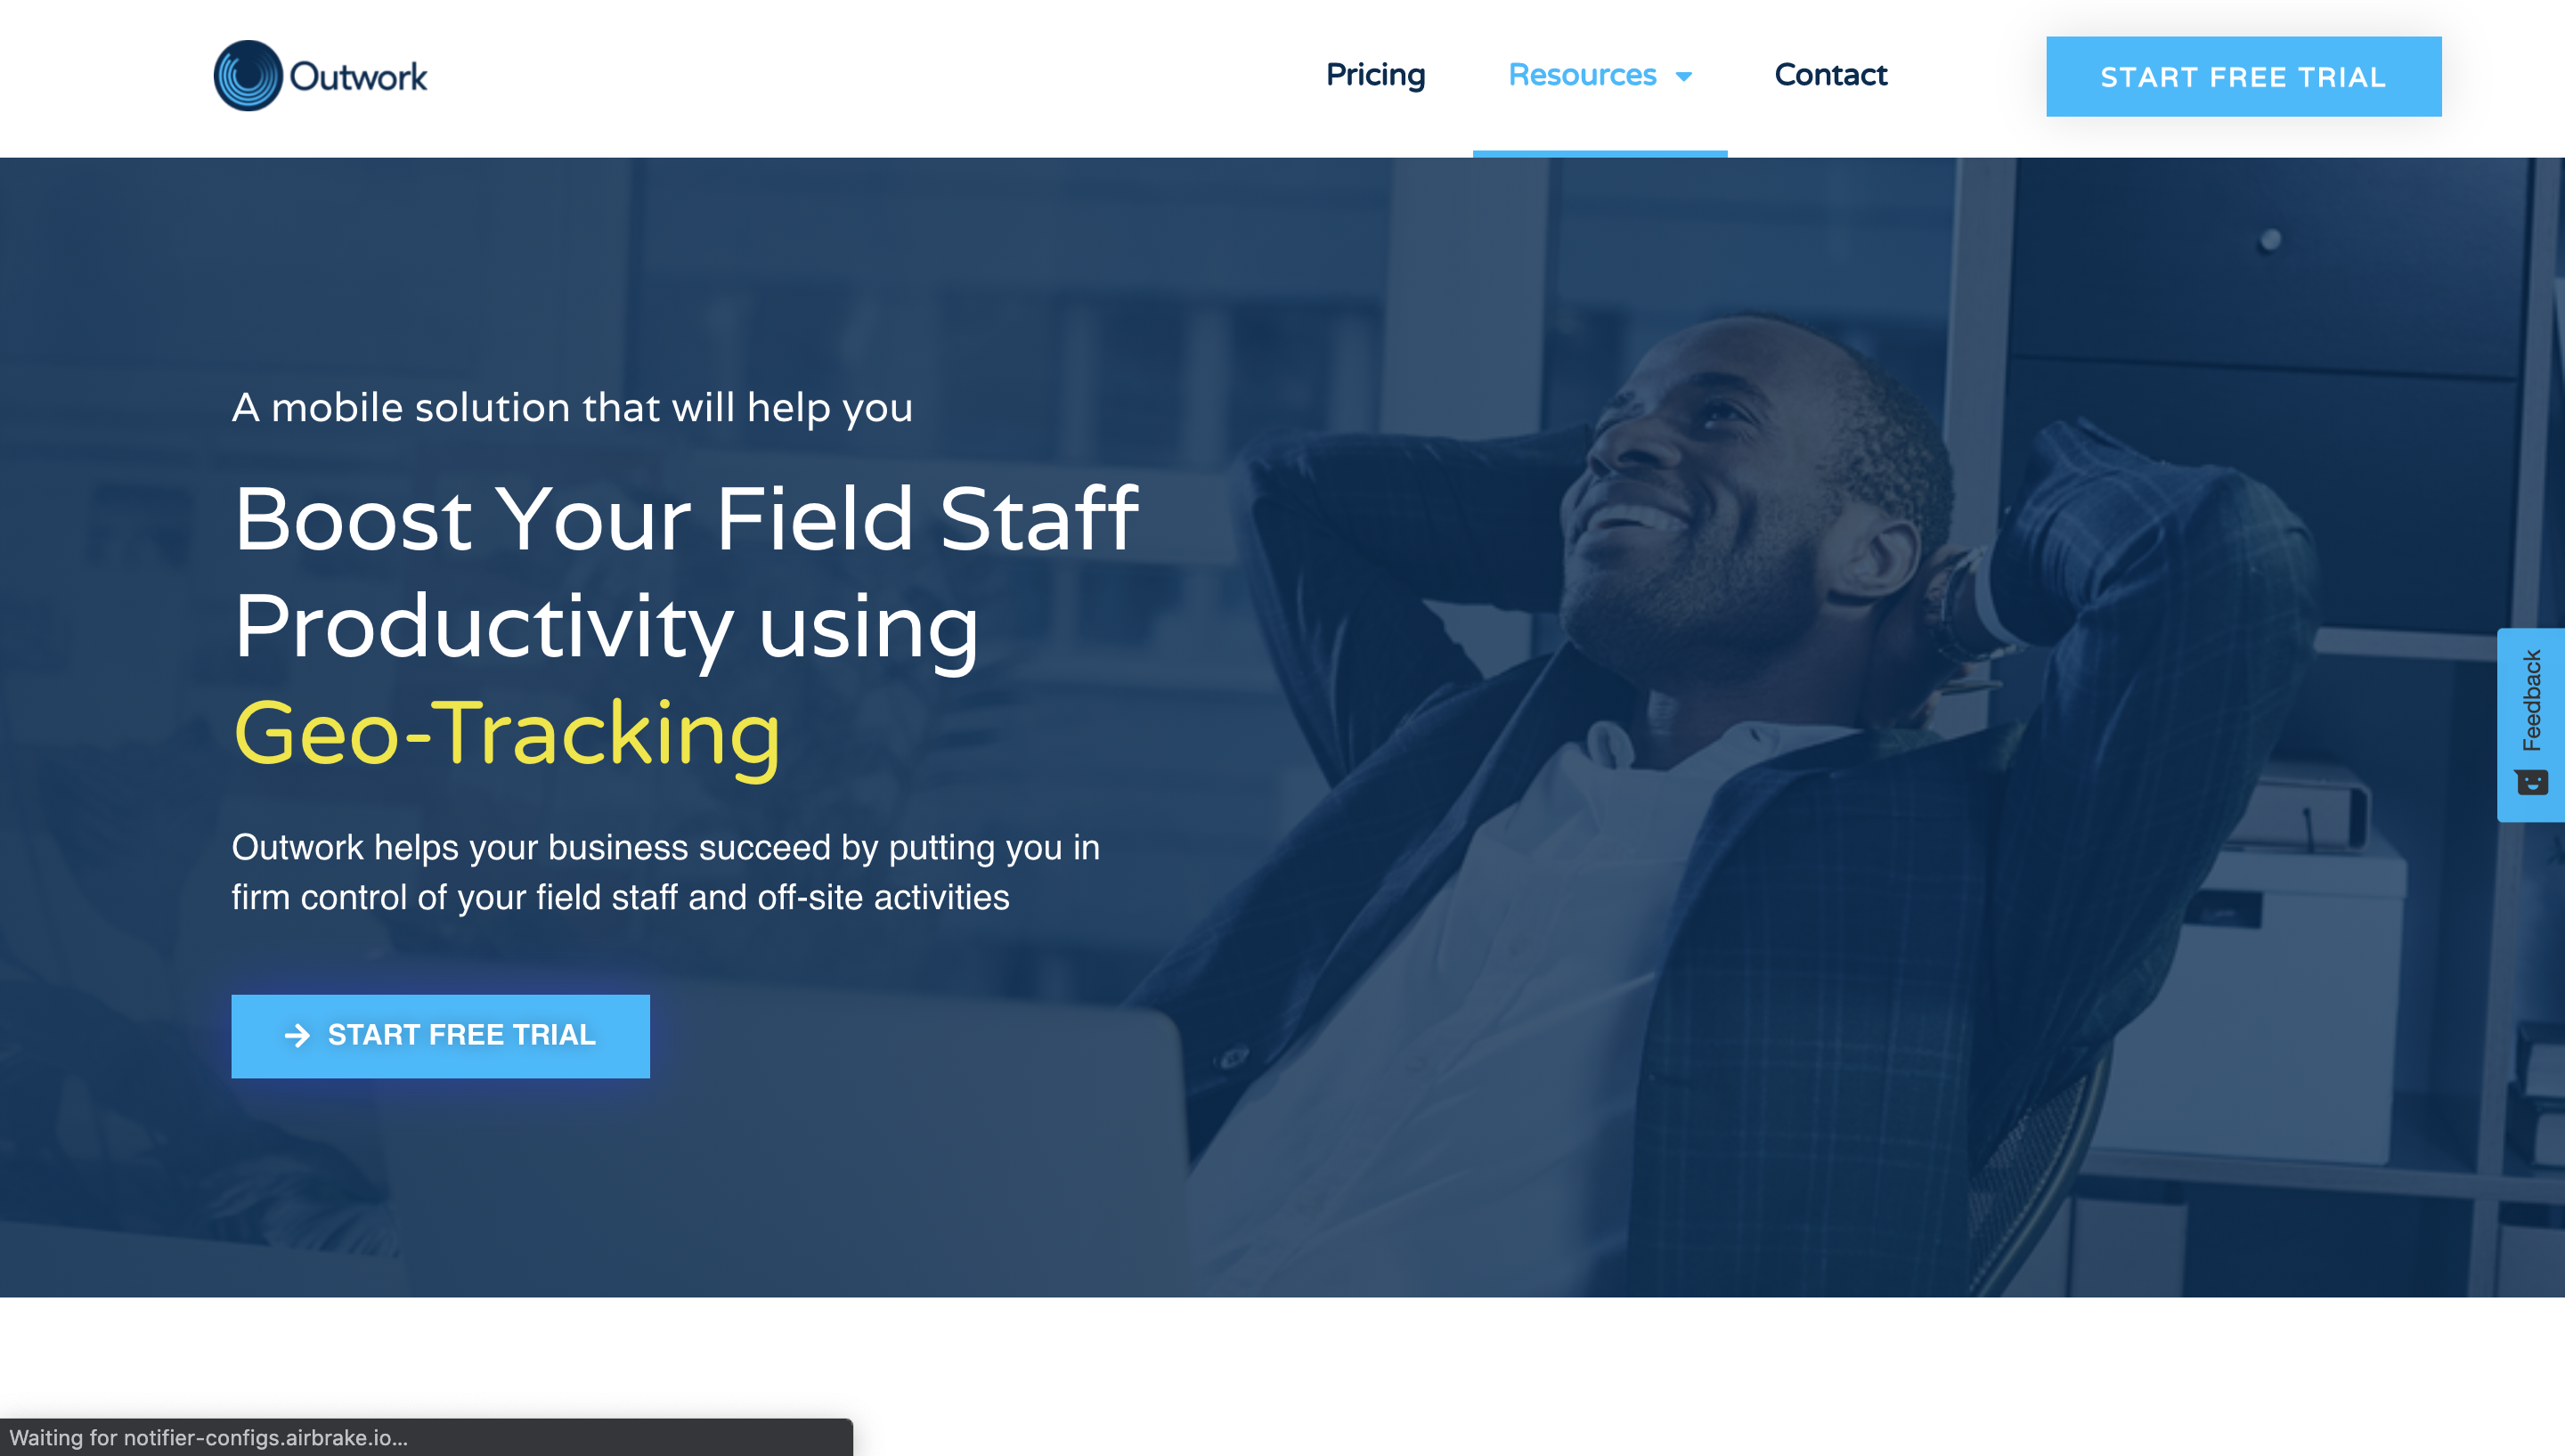 Outwork
Pricing
Resources
Contact
START FREE TRIAL
A mobile solution that will help you
Boost Your Field Staff
Productivity using
Geo-Tracking
Outwork helps your business succeed by putting you in
firm control of your field staff and off-site activities
START FREE TRIAL
Feedback
Waiting for notifier-configs.airbrake.io...